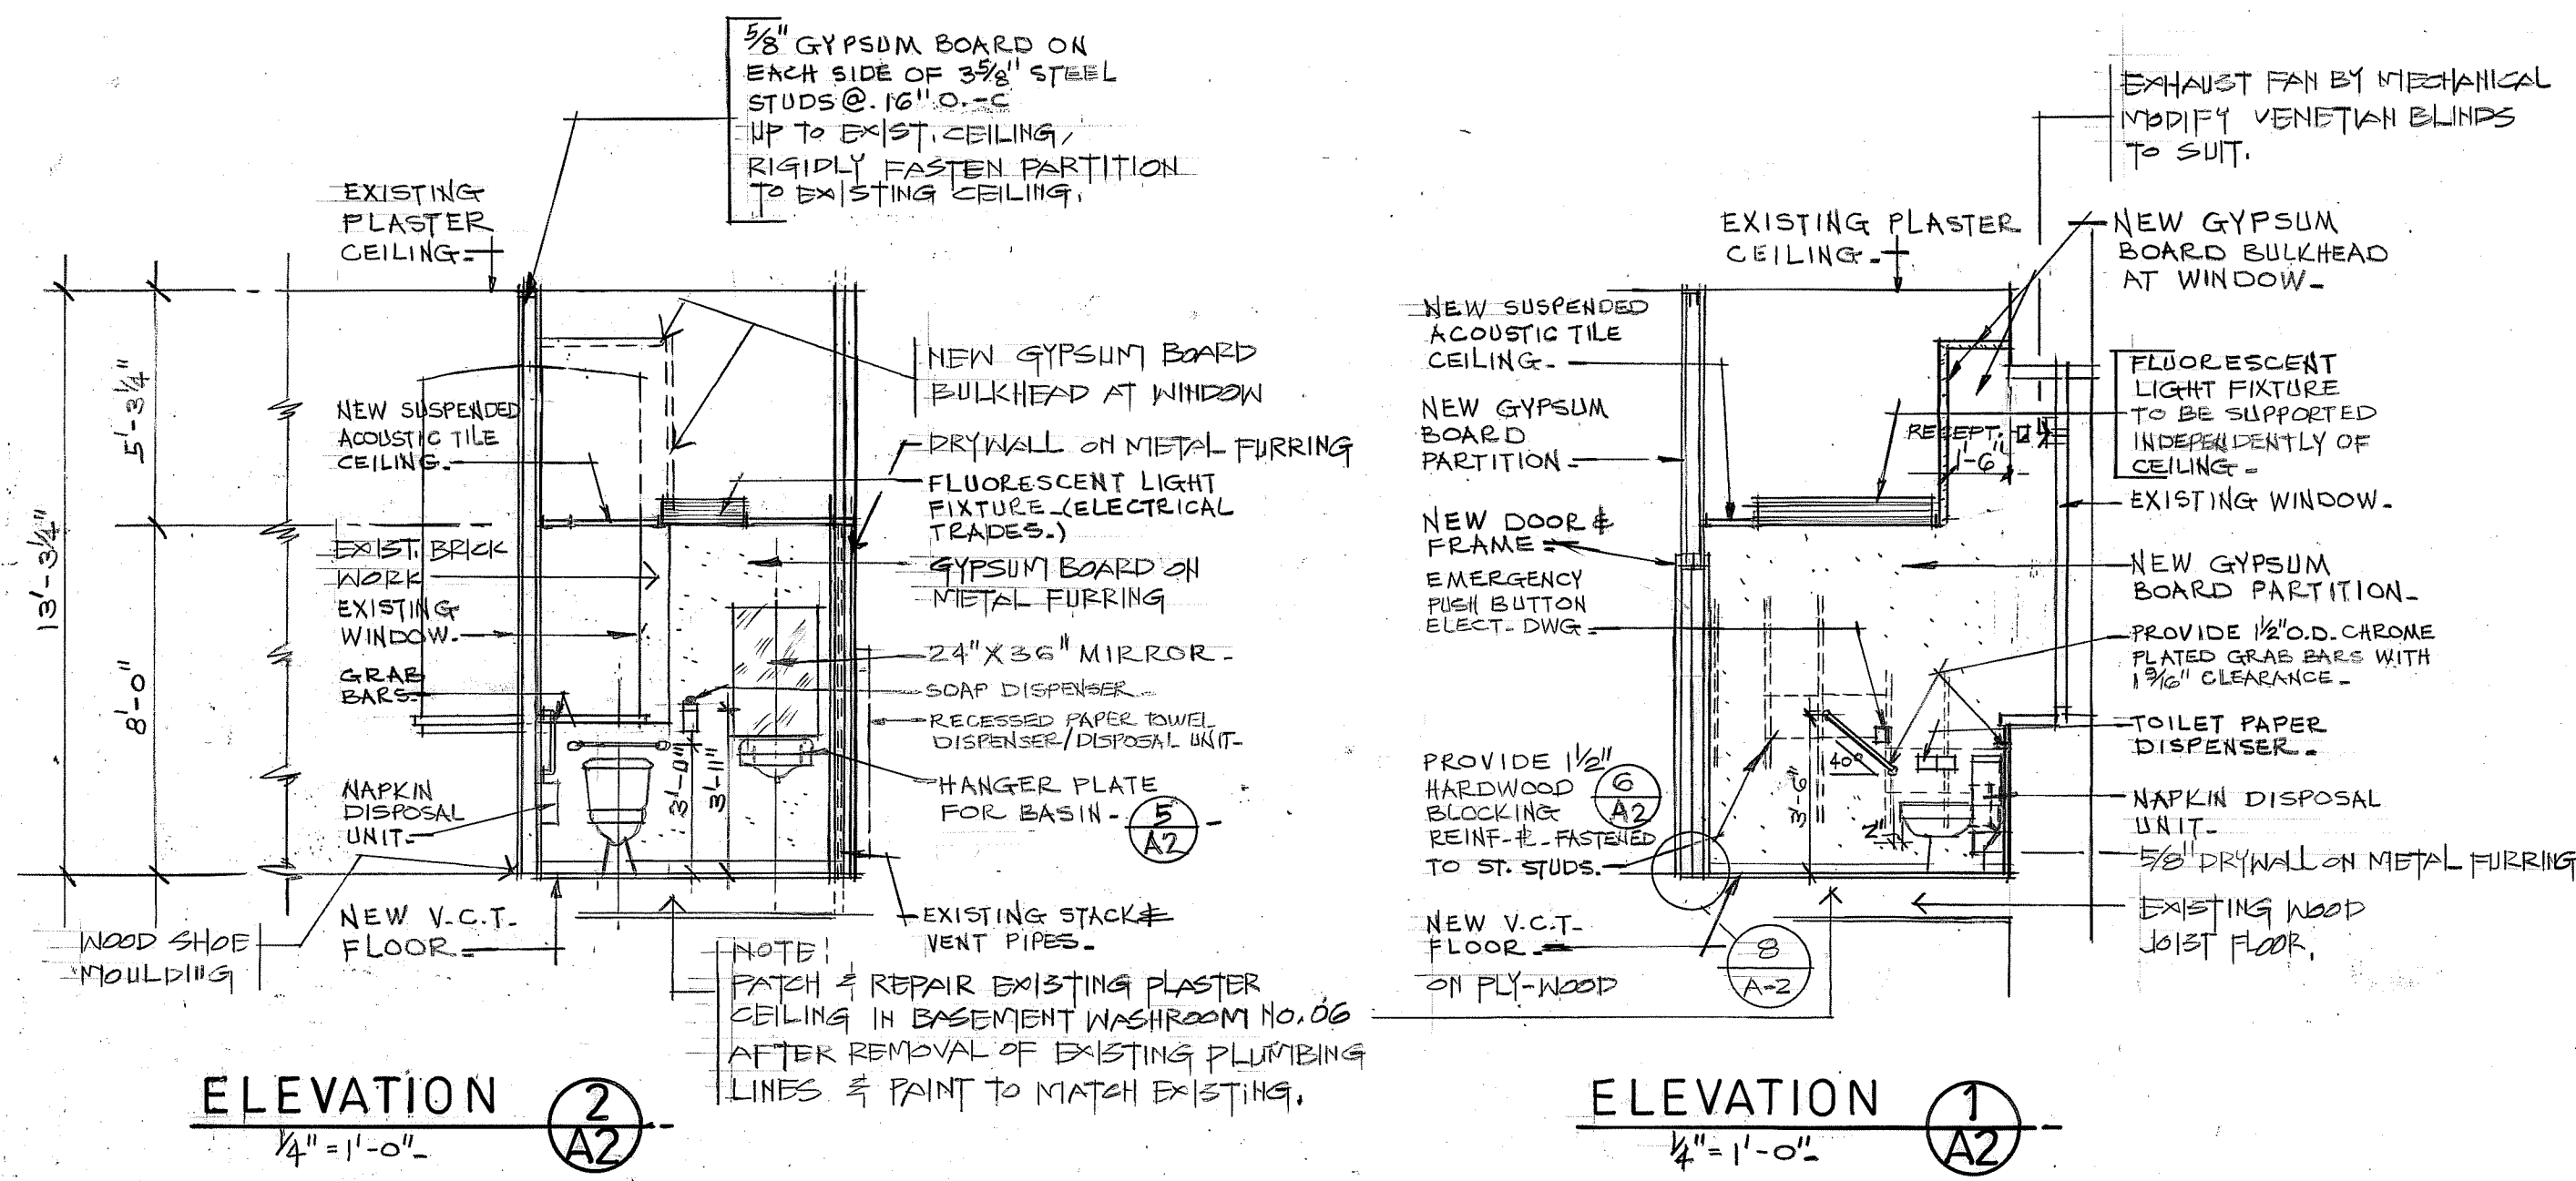 5/8" GYPSUM BOARD ON
EACH SIDE OF 3 5/8" STEEL
STUDS @. 16" O.-C
UP TO EXIST. CEILING,
RIGIDLY FASTEN PARTITION
TO EXISTING CEILING.
EXISTING
PLASTER
CEILING-
13'-3 1/4"
5'-3 1/4"
8'-0"
NEW SUSPENDED
ACOUSTIC TILE
CEILING.
EXIST. BRICK
WORK
EXISTING
WINDOW-
GRAB
BARS-
NAPKIN
DISPOSAL
UNIT-
WOOD SHOE
MOULDING
NEW V.C.T-
FLOOR-
NEW GYPSUM BOARD
BULKHEAD AT WINDOW
DRYWALL ON METAL FURRING
FLUORESCENT LIGHT
FIXTURE-(ELECTRICAL
TRADES.)
GYPSUM BOARD ON
METAL FURRING
24" X 36" MIRROR-
SOAP DISPENSER-
RECESSED PAPER TOWEL
DISPENSER/DISPOSAL UNIT-
HANGER PLATE
FOR BASIN-
5
A2
3'-0"
3'-11"
EXISTING STACK &
VENT PIPES-
NOTE!
PATCH & REPAIR EXISTING PLASTER
CEILING IN BASEMENT WASHROOM NO. 06
AFTER REMOVAL OF EXISTING PLUMBING
LINES & PAINT TO MATCH EXISTING.
ELEVATION
1/4" = 1'-0"-
2
A2
EXHAUST FAN BY MECHANICAL
MODIFY VENETIAN BLINDS
TO SUIT.
EXISTING PLASTER
CEILING-
NEW GYPSUM
BOARD BULKHEAD
AT WINDOW-
NEW SUSPENDED
ACOUSTIC TILE
CEILING-
NEW GYPSUM
BOARD
PARTITION-
NEW DOOR &
FRAME-
EMERGENCY
PUSH BUTTON
ELECT- DWG-
PROVIDE 1 1/2"
HARDWOOD
BLOCKING
REINF- PL- FASTENED
TO ST. STUDS.
6
A2
NEW V.C.T-
FLOOR-
ON PLY-WOOD
8
A-2
RECEPT.
1'-6"
40°
3'-6"
2"
FLUORESCENT
LIGHT FIXTURE
TO BE SUPPORTED
INDEPENDENTLY OF
CEILING-
EXISTING WINDOW-
NEW GYPSUM
BOARD PARTITION-
PROVIDE 1 1/2" O.D. CHROME
PLATED GRAB BARS WITH
1 9/16" CLEARANCE-
TOILET PAPER
DISPENSER-
NAPKIN DISPOSAL
UNIT-
5/8" DRYWALL ON METAL FURRING
EXISTING WOOD
JOIST FLOOR.
ELEVATION
1/4" = 1'-0"-
1
A2